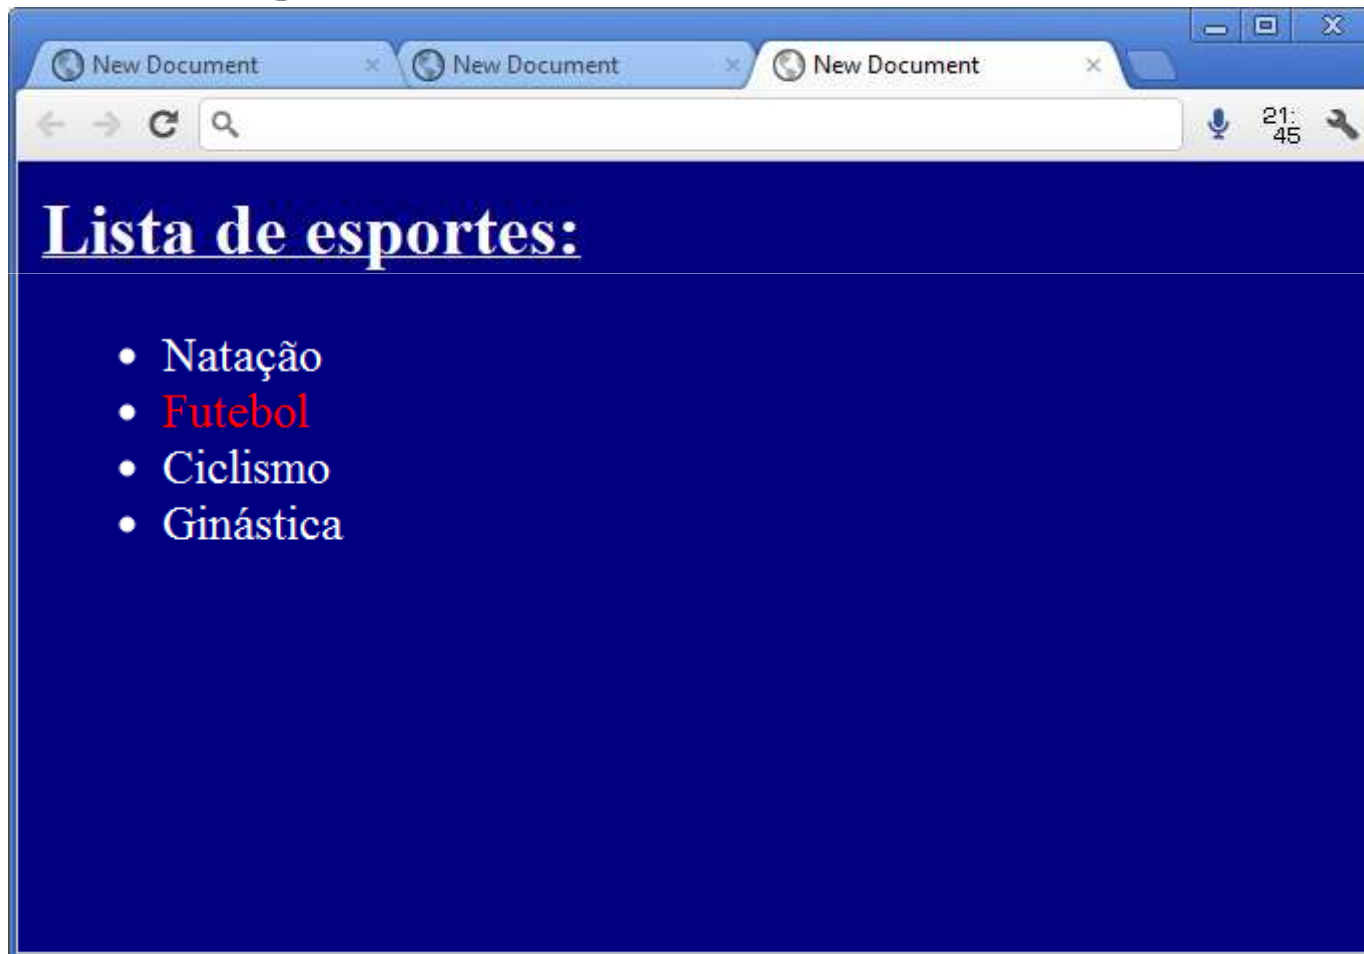 New Document New Document New Document
21:
45
Lista de esportes:
Natação
Futebol
Ciclismo
Ginástica